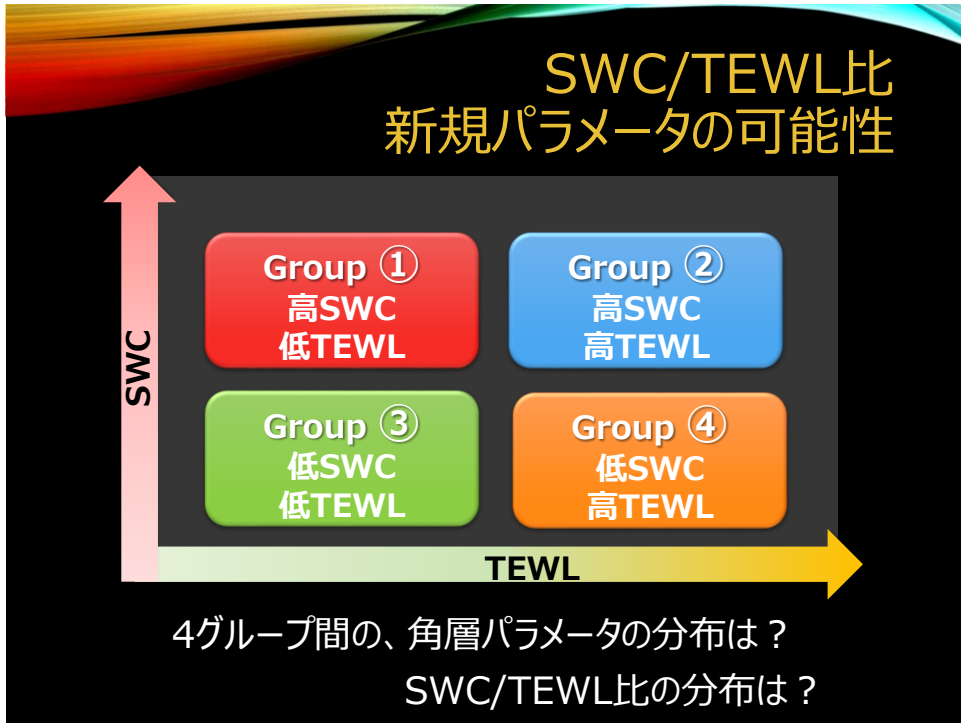 SWC/TEWL比
新規パラメータの可能性
SWC
Group ①
高SWC
低TEWL
Group ②
高SWC
高TEWL
Group ③
低SWC
低TEWL
Group ④
低SWC
高TEWL
TEWL
4グループ間の、角層パラメータの分布は？
SWC/TEWL比の分布は？